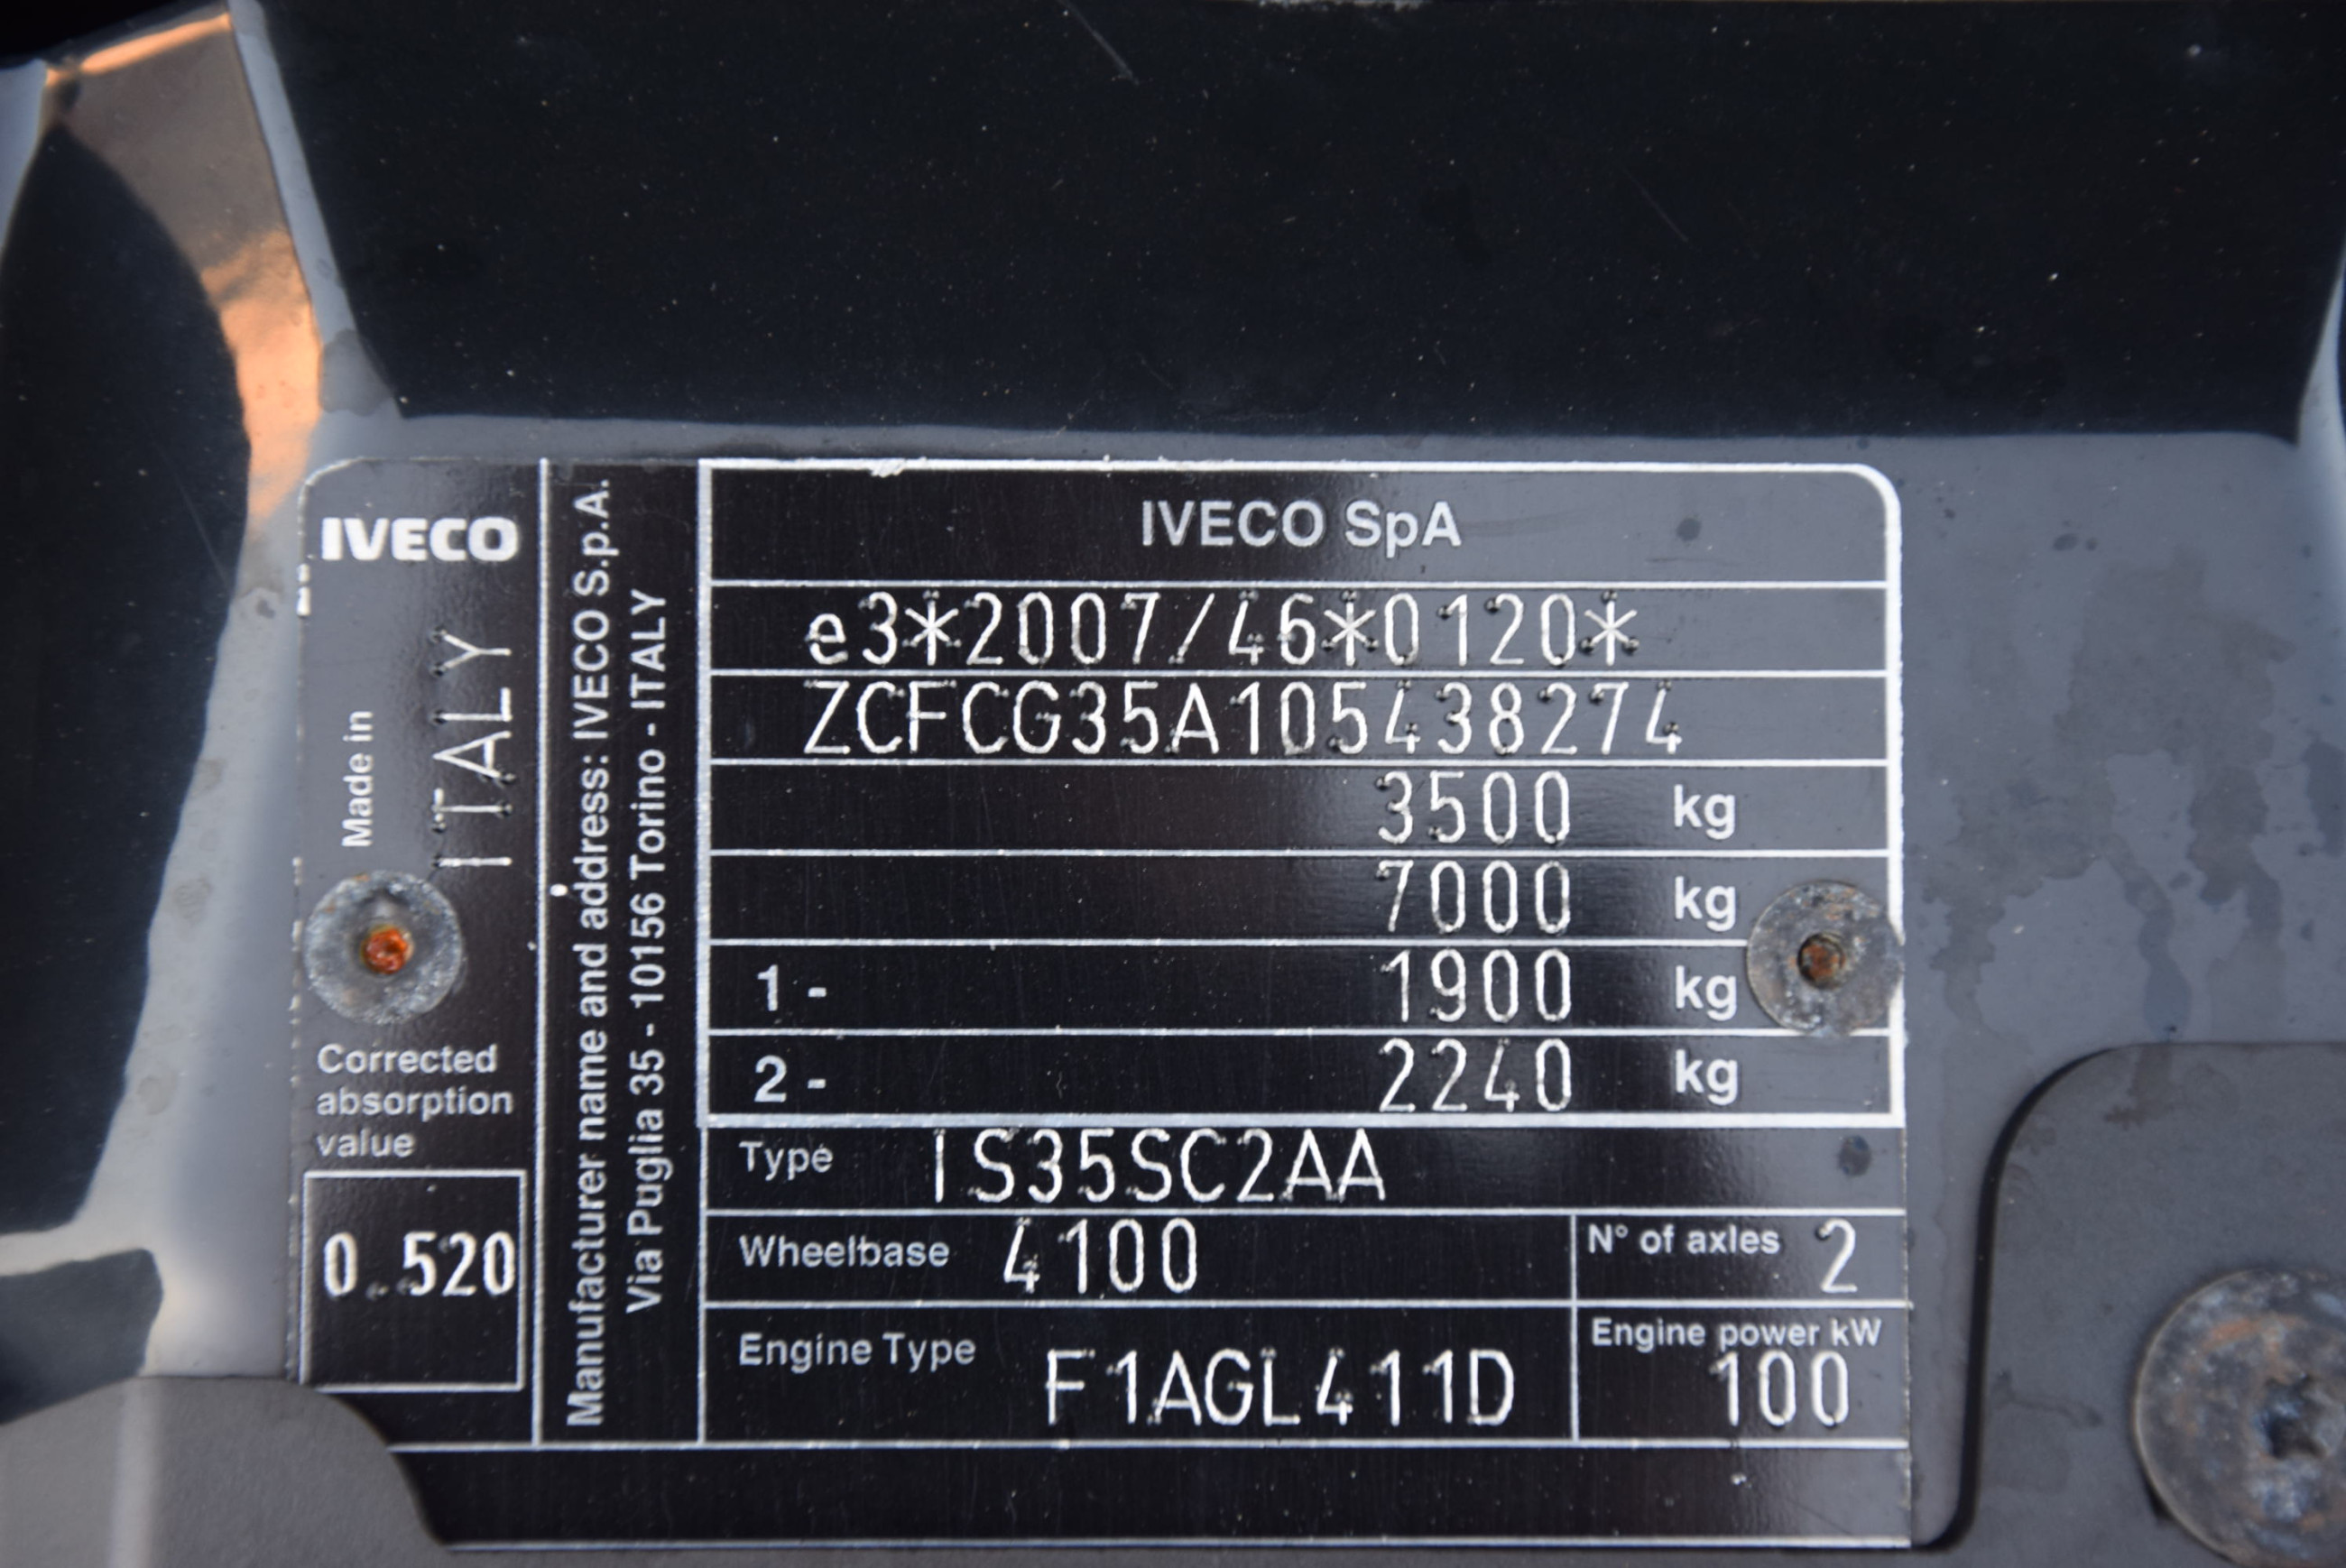 IVECO
Made in
ITALY
Corrected
absorption
value
0.520
Manufacturer name and address: IVECO S.p.A.
Via Puglia 35 - 10156 Torino - ITALY
IVECO SpA
e3*2007/46*0120*
ZCFCG35A105438274
3500 kg
7000 kg
1 - 1900 kg
2 - 2240 kg
Type IS35SC2AA
Wheelbase 4100
N° of axles 2
Engine Type F1AGL411D
Engine power kW
100